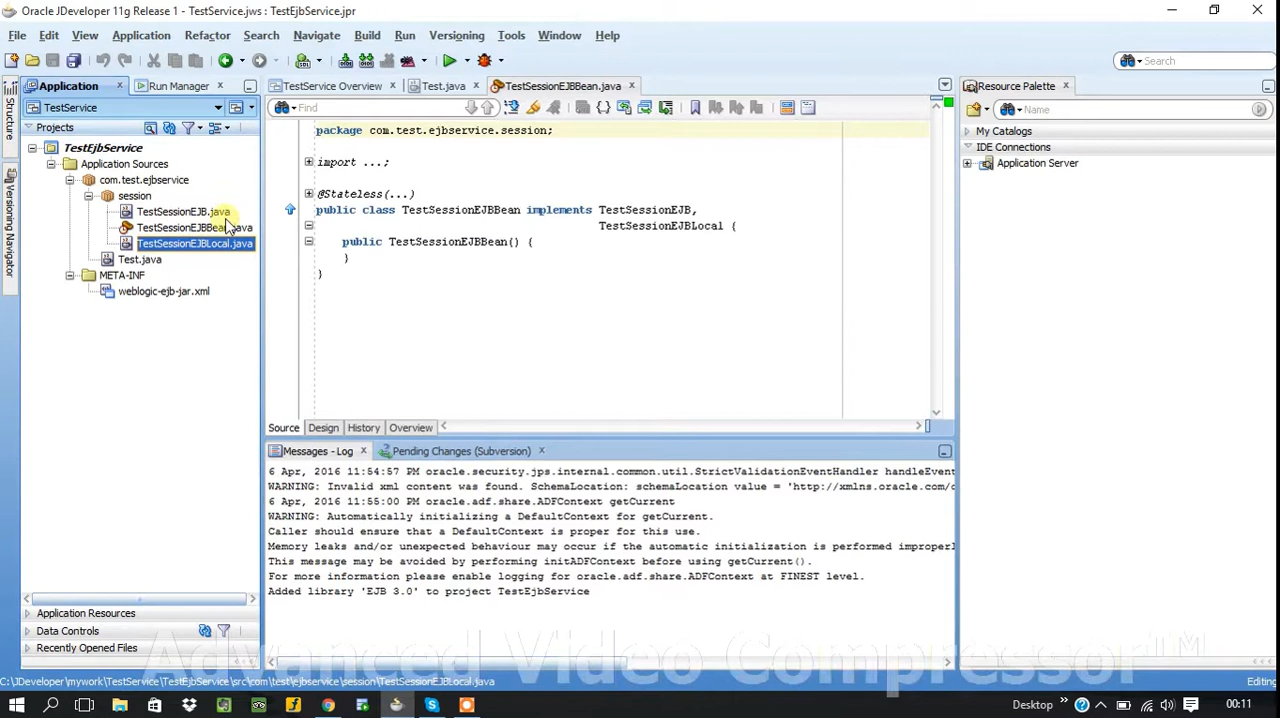 Oracle JDeveloper 11g Release 1 - TestService.jws : TestEjbService.jpr
File Edit View Application Refactor Search Navigate Build Run Versioning Tools Window Help
Search
Application Run Manager
TestService Overview Test.java TestSessionEJBBean.java
Resource Palette
TestService
Find
Name
Projects
My Catalogs
IDE Connections
Application Server
Structure
Versioning Navigator
TestEjbService
Application Sources
com.test.ejbservice
session
TestSessionEJB.java
TestSessionEJBBean.java
TestSessionEJBLocal.java
Test.java
META-INF
weblogic-ejb-jar.xml
package com.test.ejbservice.session;
import ...;
@Stateless(...)
public class TestSessionEJBBean implements TestSessionEJB,
TestSessionEJBLocal {
public TestSessionEJBBean() {
}
}
Source Design History Overview
Messages - Log Pending Changes (Subversion)
6 Apr, 2016 11:54:57 PM oracle.security.jps.internal.common.util.StrictValidationEventHandler handleEven
WARNING: Invalid xml content was found. SchemaLocation: schemaLocation value = 'http://xmlns.oracle.com/o
6 Apr, 2016 11:55:00 PM oracle.adf.share.ADFContext getCurrent
WARNING: Automatically initializing a DefaultContext for getCurrent.
Caller should ensure that a DefaultContext is proper for this use.
Memory leaks and/or unexpected behaviour may occur if the automatic initialization is performed improperl
This message may be avoided by performing initADFContext before using getCurrent().
For more information please enable logging for oracle.adf.share.ADFContext at FINEST level.
Added library 'EJB 3.0' to project TestEjbService
Application Resources
Data Controls
Recently Opened Files
Advanced Video Compressor™
C:\JDeveloper\mywork\TestService\TestEjbService\src\com\test\ejbservice\session\TestSessionEJBLocal.java
Editing
Desktop
00:11